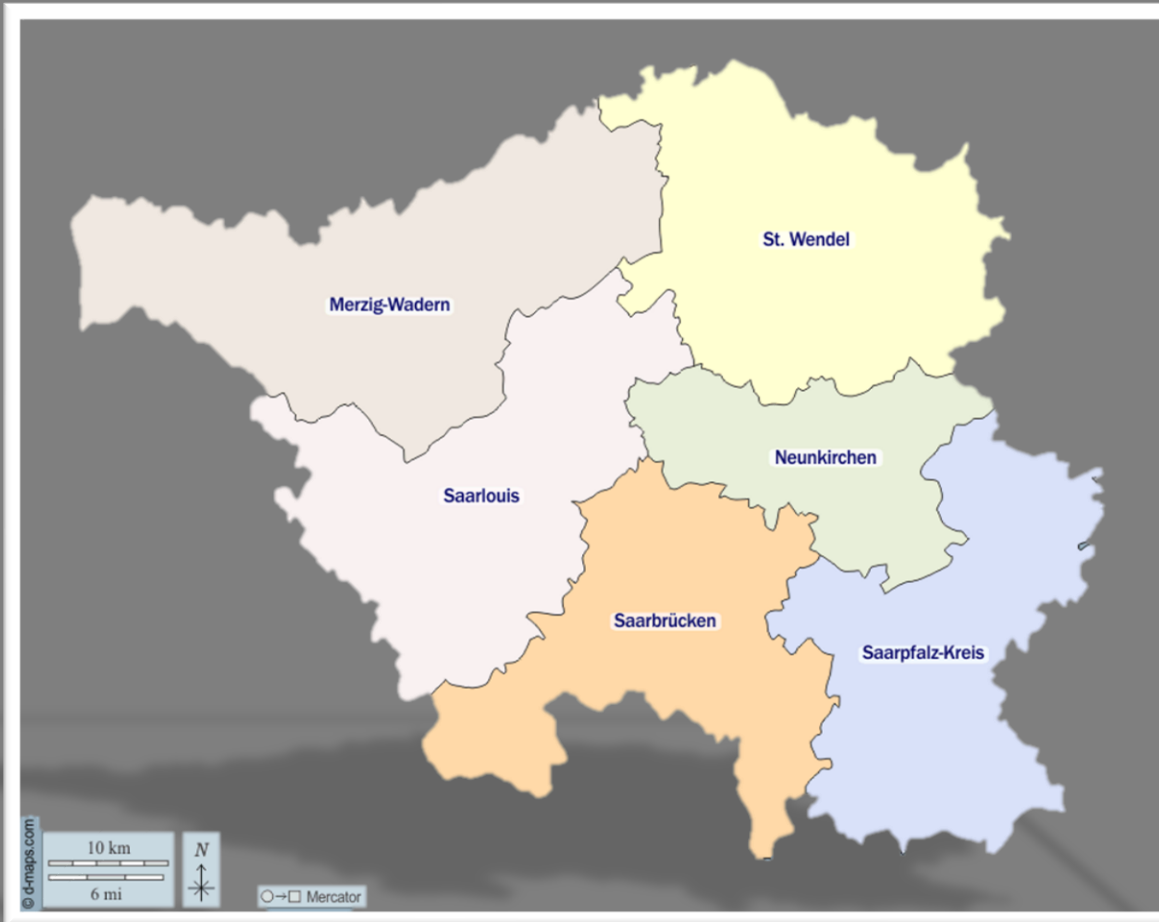 St. Wendel
Merzig-Wadern
Neunkirchen
Saarlouis
Saarbrücken
Saarpfalz-Kreis
© d-maps.com
10 km
6 mi
N
Mercator